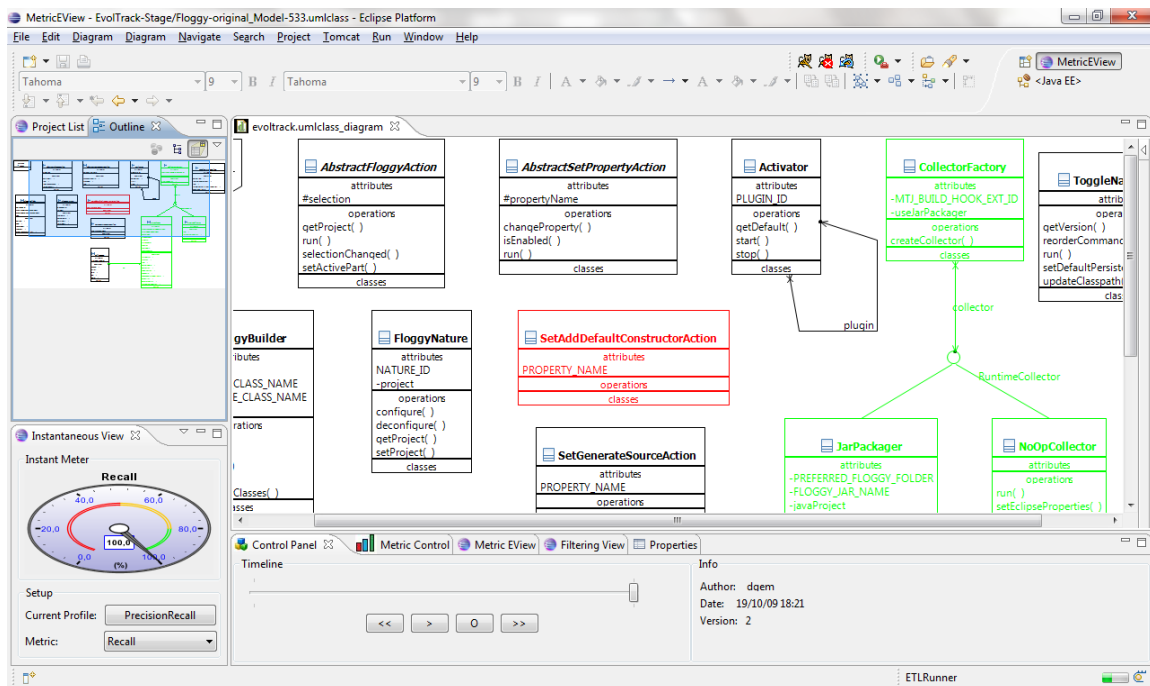 MetricEView - EvolTrack-Stage/Floggy-original_Model-533.umlclass - Eclipse Platform
File Edit Diagram Diagram Navigate Search Project Tomcat Run Window Help
MetricEView
Tahoma 9 B I Tahoma 9 B I A A
<Java EE>
Project List Outline
evoltrack.umlclass_diagram
AbstractFloggyAction
attributes
#selection
operations
getProject( )
run( )
selectionChanged( )
setActivePart( )
classes
AbstractSetPropertyAction
attributes
#propertyName
operations
changeProperty( )
isEnabled( )
run( )
classes
Activator
attributes
PLUGIN_ID
operations
getDefault( )
start( )
stop( )
classes
plugin
CollectorFactory
attributes
-MTJ_BUILD_HOOK_EXT_ID
-useJarPackager
operations
createCollector( )
classes
collector
RuntimeCollector
ToggleNa
attrib
opera
getVersion( )
reorderComman
run( )
setDefaultPersist
updateClasspath(
clas
gyBuilder
ributes
CLASS_NAME
E_CLASS_NAME
rations
)
Classes( )
asses
FloggyNature
attributes
NATURE_ID
-project
operations
configure( )
deconfigure( )
getProject( )
setProject( )
classes
SetAddDefaultConstructorAction
attributes
PROPERTY_NAME
operations
classes
SetGenerateSourceAction
attributes
PROPERTY_NAME
operations
JarPackager
attributes
-PREFERRED_FLOGGY_FOLDER
-FLOGGY_JAR_NAME
-javaProject
NoOpCollector
attributes
operations
run( )
setEclipseProperties( )
Instantaneous View
Instant Meter
Recall
40,0 60,0
20,0 80,0
100,0
0,0 100,0
(%)
Setup
Current Profile: PrecisionRecall
Metric: Recall
Control Panel Metric Control Metric EView Filtering View Properties
Timeline
<< > O >>
Info
Author: dgem
Date: 19/10/09 18:21
Version: 2
ETLRunner